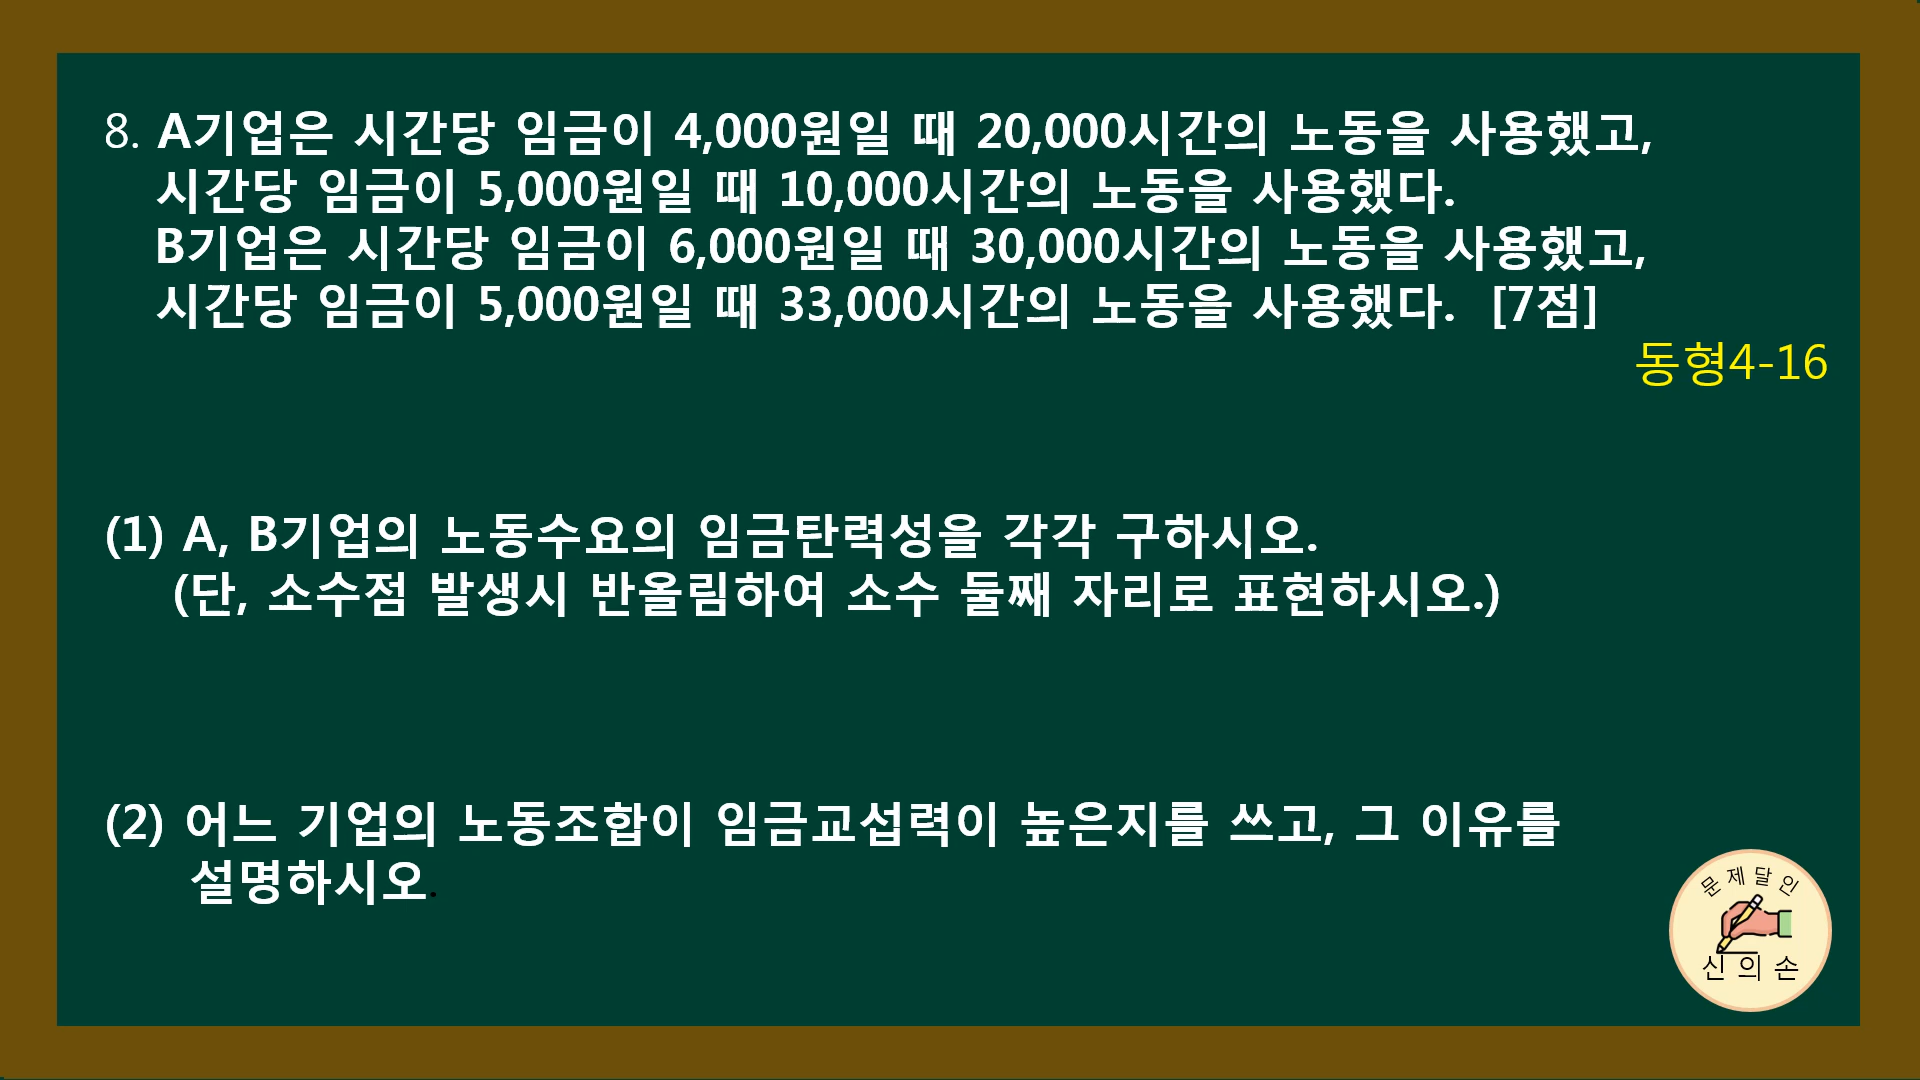 8. A기업은 시간당 임금이 4,000원일 때 20,000시간의 노동을 사용했고,
시간당 임금이 5,000원일 때 10,000시간의 노동을 사용했다.
B기업은 시간당 임금이 6,000원일 때 30,000시간의 노동을 사용했고,
시간당 임금이 5,000원일 때 33,000시간의 노동을 사용했다. [7점]
동형4-16
(1) A, B기업의 노동수요의 임금탄력성을 각각 구하시오.
(단, 소수점 발생시 반올림하여 소수 둘째 자리로 표현하시오.)
(2) 어느 기업의 노동조합이 임금교섭력이 높은지를 쓰고, 그 이유를
설명하시오.
문제달인
신의손